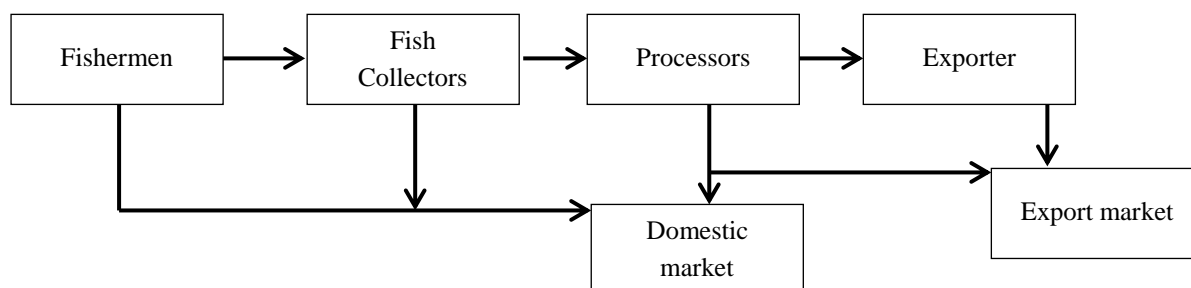 Fishermen
Fish
Collectors
Processors
Exporter
Domestic
market
Export market